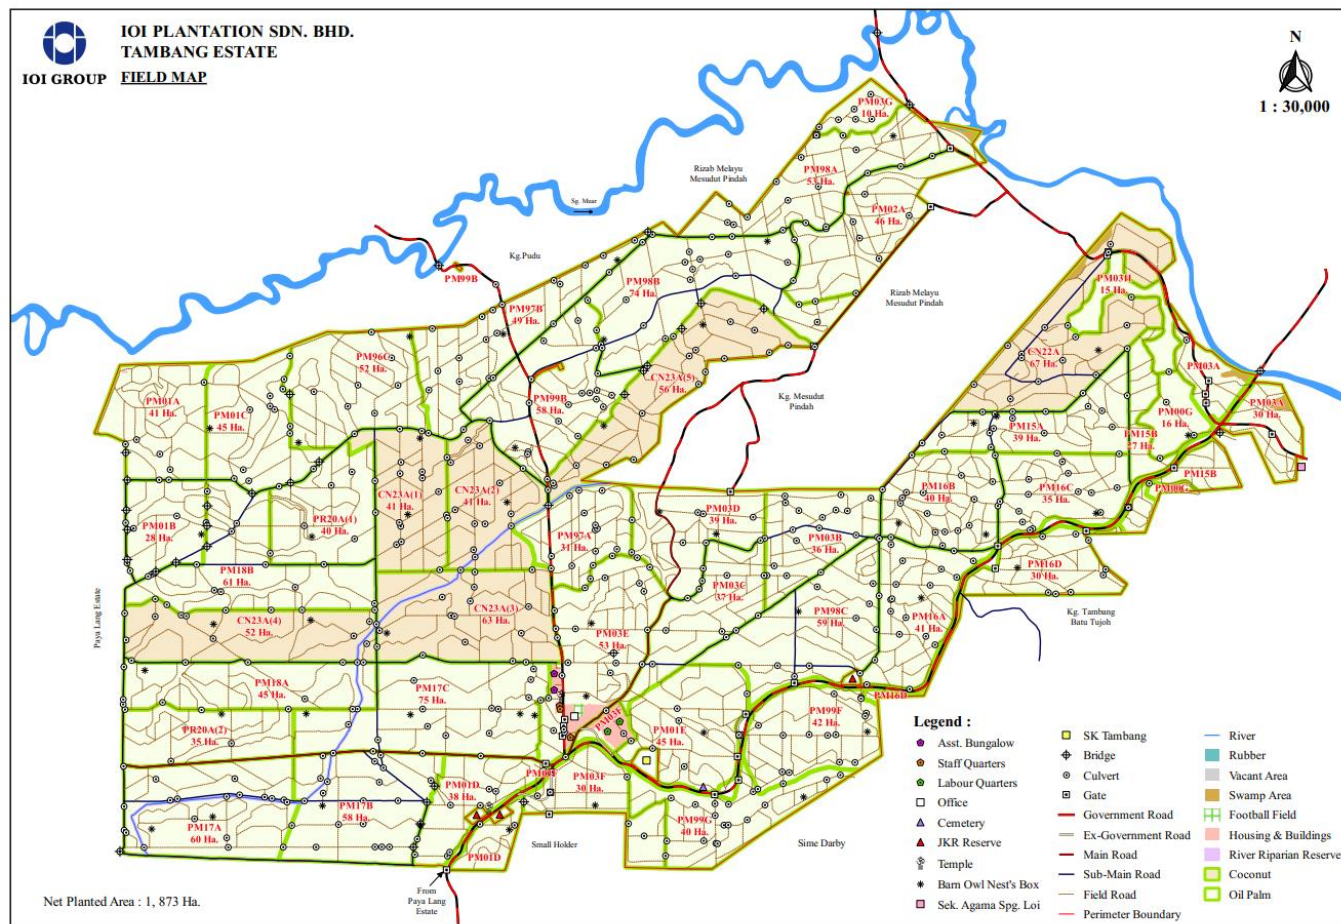 IOI GROUP
IOI PLANTATION SDN. BHD.
TAMBANG ESTATE
FIELD MAP
N
1 : 30,000
PM03G
10 Ha.
Rizab Melayu
Mesudut Pindah
PM98A
53 Ha.
Sg. Muar
PM02A
46 Ha.
Kg.Pudu
PM99B
PM98B
74 Ha.
Rizab Melayu
Mesudut Pindah
PM03H
15 Ha.
PM97B
49 Ha.
PM96C
52 Ha.
CN22A
67 Ha.
PM03A
CN23A(5)
56 Ha.
PM01A
41 Ha.
PM99B
58 Ha.
Kg. Mesudut
Pindah
PM03A
30 Ha.
PM01C
45 Ha.
PM00G
16 Ha.
PM15A
39 Ha.
PM15B
27 Ha.
PM15B
CN23A(1)
41 Ha.
CN23A(2)
41 Ha.
PM16B
40 Ha.
PM16C
35 Ha.
PM00G
PM01B
28 Ha.
PR20A(1)
40 Ha.
PM03D
39 Ha.
PM97A
31 Ha.
PM03B
36 Ha.
PM16D
30 Ha.
PM18B
61 Ha.
PM03C
37 Ha.
Paya Lang Estate
CN23A(4)
52 Ha.
CN23A(3)
63 Ha.
PM98C
59 Ha.
PM16A
41 Ha.
Kg. Tambang
Batu Tujoh
PM03E
53 Ha.
PM18A
45 Ha.
PM17C
75 Ha.
PM16D
PM03F
PM99F
42 Ha.
PR20A(2)
35 Ha.
PM01E
45 Ha.
PM01D
38 Ha.
PM03F
30 Ha.
PM17B
58 Ha.
PM17A
60 Ha.
PM99G
40 Ha.
Small Holder
Sime Darby
PM01D
From
Paya Lang
Estate
Net Planted Area : 1, 873 Ha.
Legend :
Asst. Bungalow
Staff Quarters
Labour Quarters
Office
Cemetery
JKR Reserve
Temple
Barn Owl Nest's Box
Sek. Agama Spg. Loi
SK Tambang
Bridge
Culvert
Gate
Government Road
Ex-Government Road
Main Road
Sub-Main Road
Field Road
Perimeter Boundary
River
Rubber
Vacant Area
Swamp Area
Football Field
Housing & Buildings
River Riparian Reserve
Coconut
Oil Palm